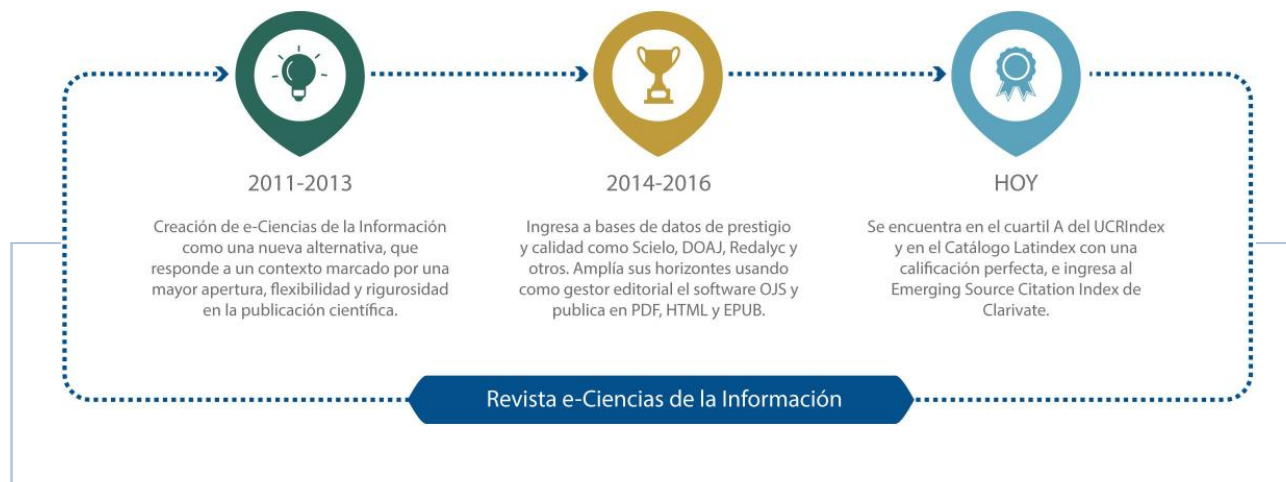 2011-2013
Creación de e-Ciencias de la Información
como una nueva alternativa, que
responde a un contexto marcado por una
mayor apertura, flexibilidad y rigurosidad
en la publicación científica.
2014-2016
Ingresa a bases de datos de prestigio
y calidad como Scielo, DOAJ, Redalyc y
otros. Amplía sus horizontes usando
como gestor editorial el software OJS y
publica en PDF, HTML y EPUB.
HOY
Se encuentra en el cuartil A del UCRIndex
y en el Catálogo Latindex con una
calificación perfecta, e ingresa al
Emerging Source Citation Index de
Clarivate.
Revista e-Ciencias de la Información